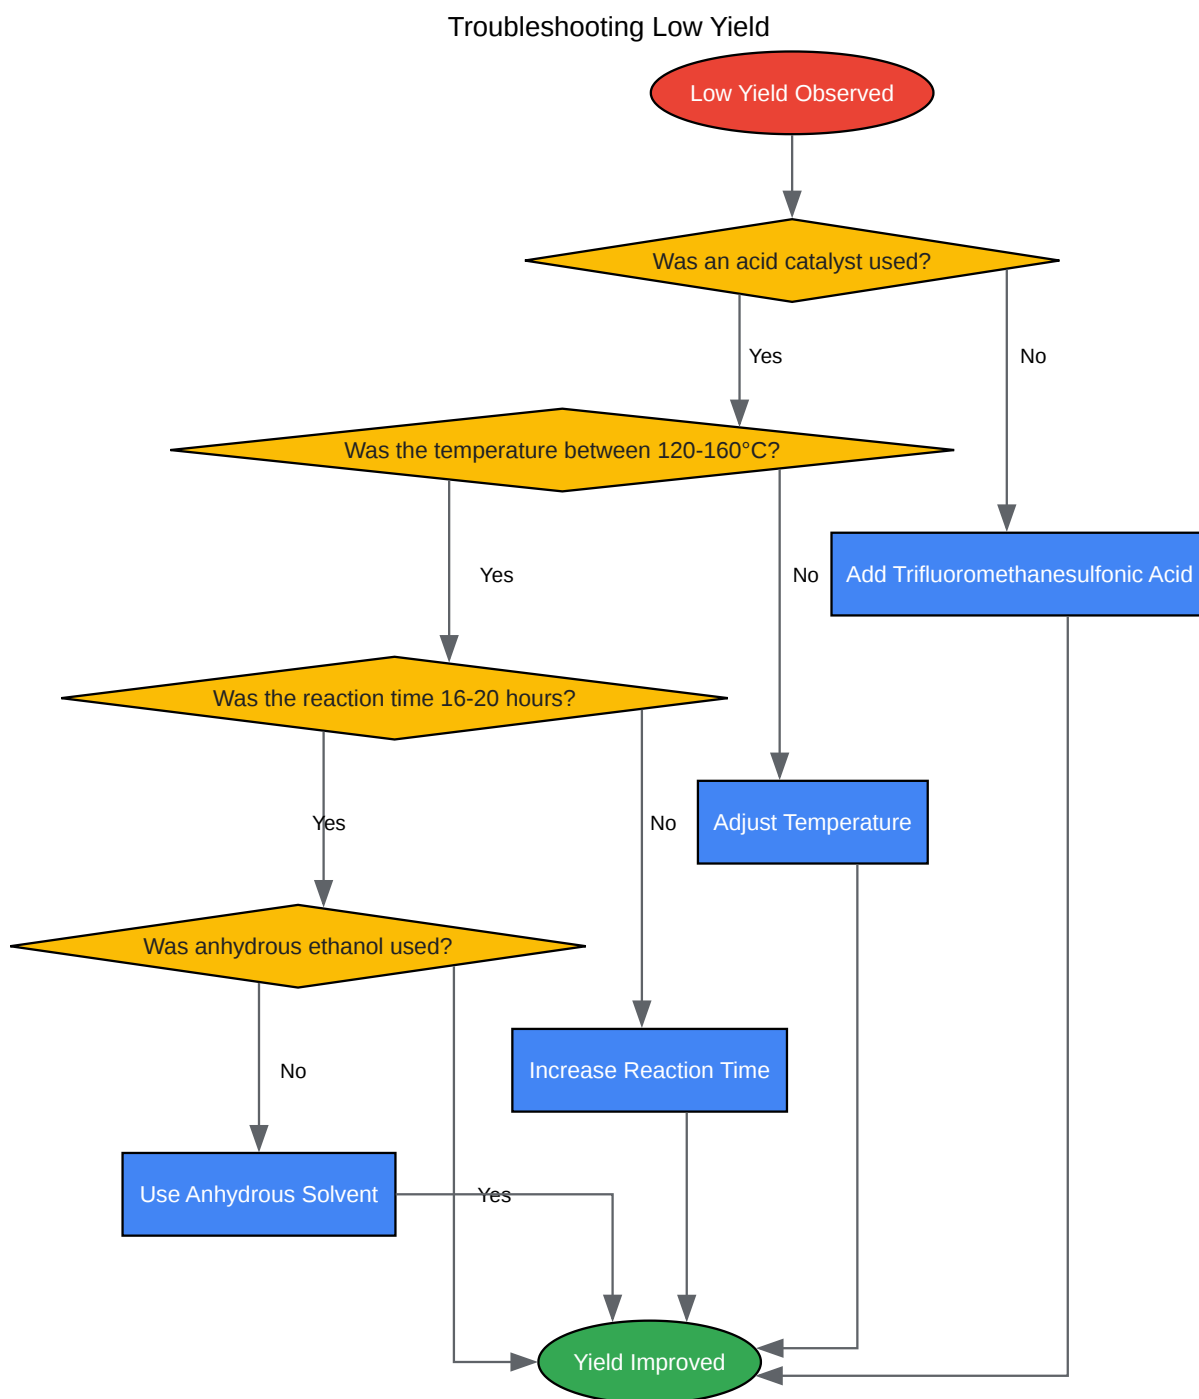 Troubleshooting Low Yield
Low Yield Observed
Was an acid catalyst used?
Yes
No
Was the temperature between 120-160°C?
Yes
No
Add Trifluoromethanesulfonic Acid
Was the reaction time 16-20 hours?
Yes
No
Adjust Temperature
Was anhydrous ethanol used?
No
Increase Reaction Time
Use Anhydrous Solvent
Yes
Yield Improved